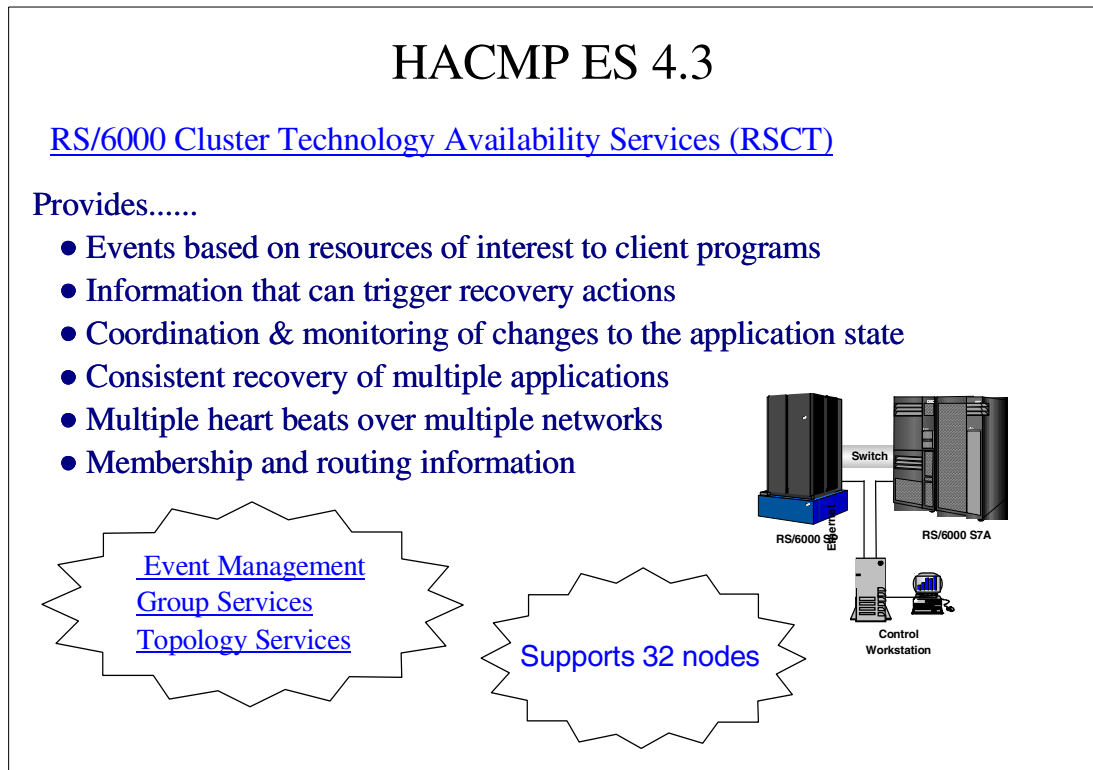 HACMP ES 4.3
RS/6000 Cluster Technology Availability Services (RSCT)
Provides......
● Events based on resources of interest to client programs
● Information that can trigger recovery actions
● Coordination & monitoring of changes to the application state
● Consistent recovery of multiple applications
● Multiple heart beats over multiple networks
● Membership and routing information
Switch
RS/6000
Ethernet
RS/6000 S7A
Control
Workstation
Event Management
Group Services
Topology Services
Supports 32 nodes